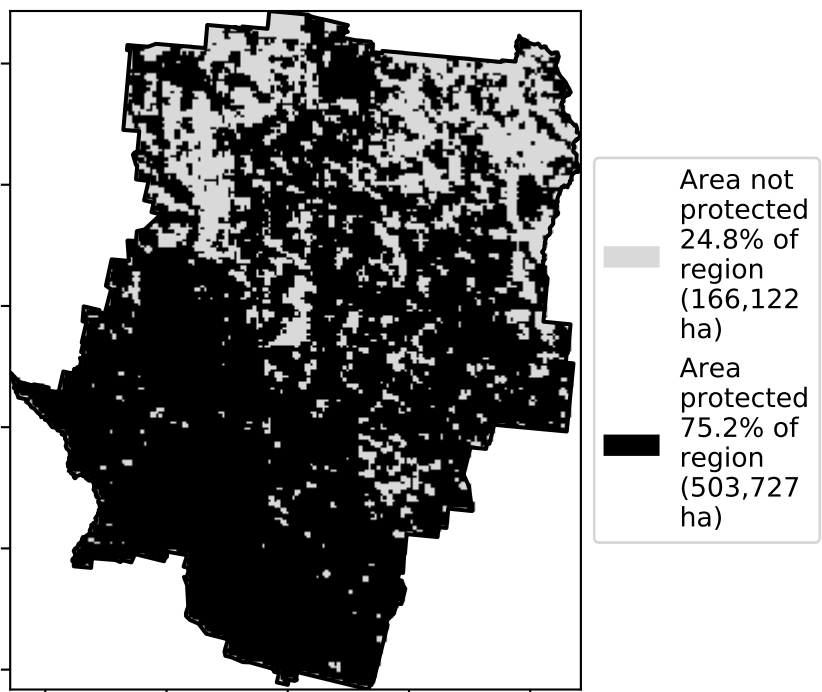 Area not
protected
24.8% of
region
(166,122
ha)
Area
protected
75.2% of
region
(503,727
ha)